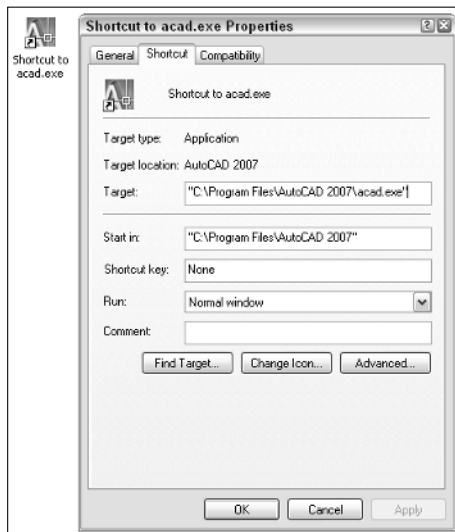 Shortcut to
acad.exe
Shortcut to acad.exe Properties
General Shortcut Compatibility
Shortcut to acad.exe
Target type: Application
Target location: AutoCAD 2007
Target: "C:\Program Files\AutoCAD 2007\acad.exe"
Start in: "C:\Program Files\AutoCAD 2007"
Shortcut key: None
Run: Normal window
Comment:
Find Target... Change Icon... Advanced...
OK Cancel Apply